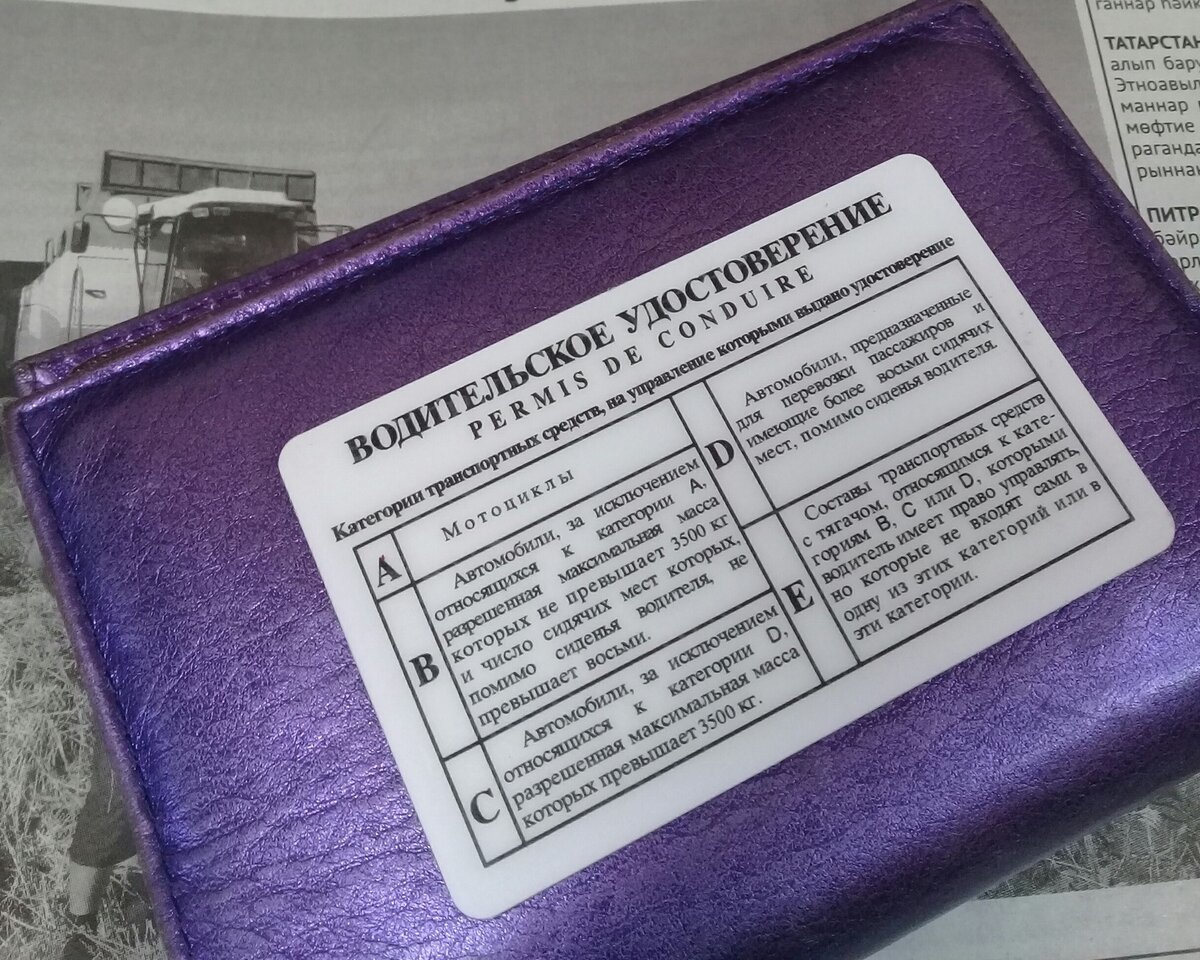 ВОДИТЕЛЬСКОЕ УДОСТОВЕРЕНИЕ
PERMIS DE CONDUIRE
Категории транспортных средств, на управление которыми выдано удостоверение
A
Мотоциклы
B
Автомобили, за исключением
относящихся к категории А,
разрешенная максимальная масса
которых не превышает 3500 кг
и число сидячих мест которых,
помимо сиденья водителя, не
превышает восьми.
C
Автомобили, за исключением
относящихся к категории D,
разрешенная максимальная масса
которых превышает 3500 кг.
D
Автомобили, предназначенные
для перевозки пассажиров и
имеющие более восьми сидячих
мест, помимо сиденья водителя.
E
Составы транспортных средств
с тягачом, относящимся к кате-
гориям В, С или D, которыми
водитель имеет право управлять,
но которые не входят сами в
одну из этих категорий или в
эти категории.
ТАТАРСТАН
алып бару
Этноавыл
маннар
мөфтие
раганда
рыннан
ПИТР
бәйр